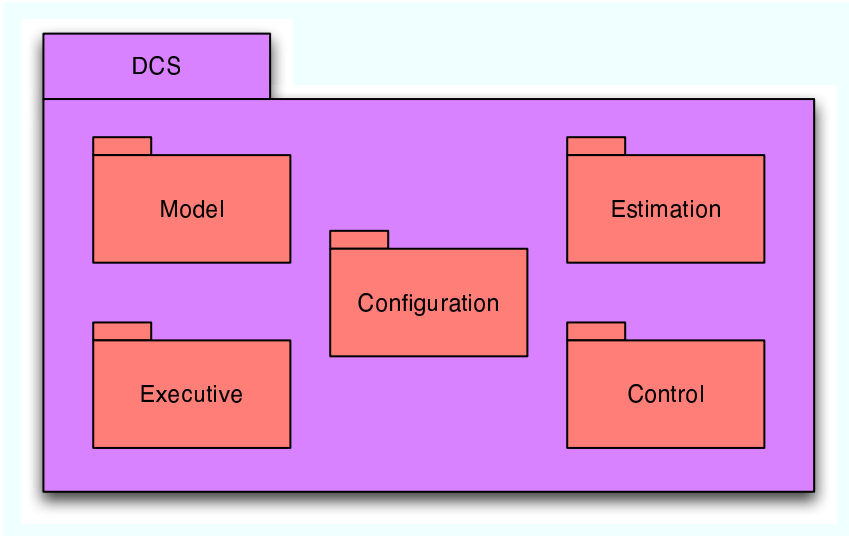 DCS
Model
Estimation
Configuration
Executive
Control